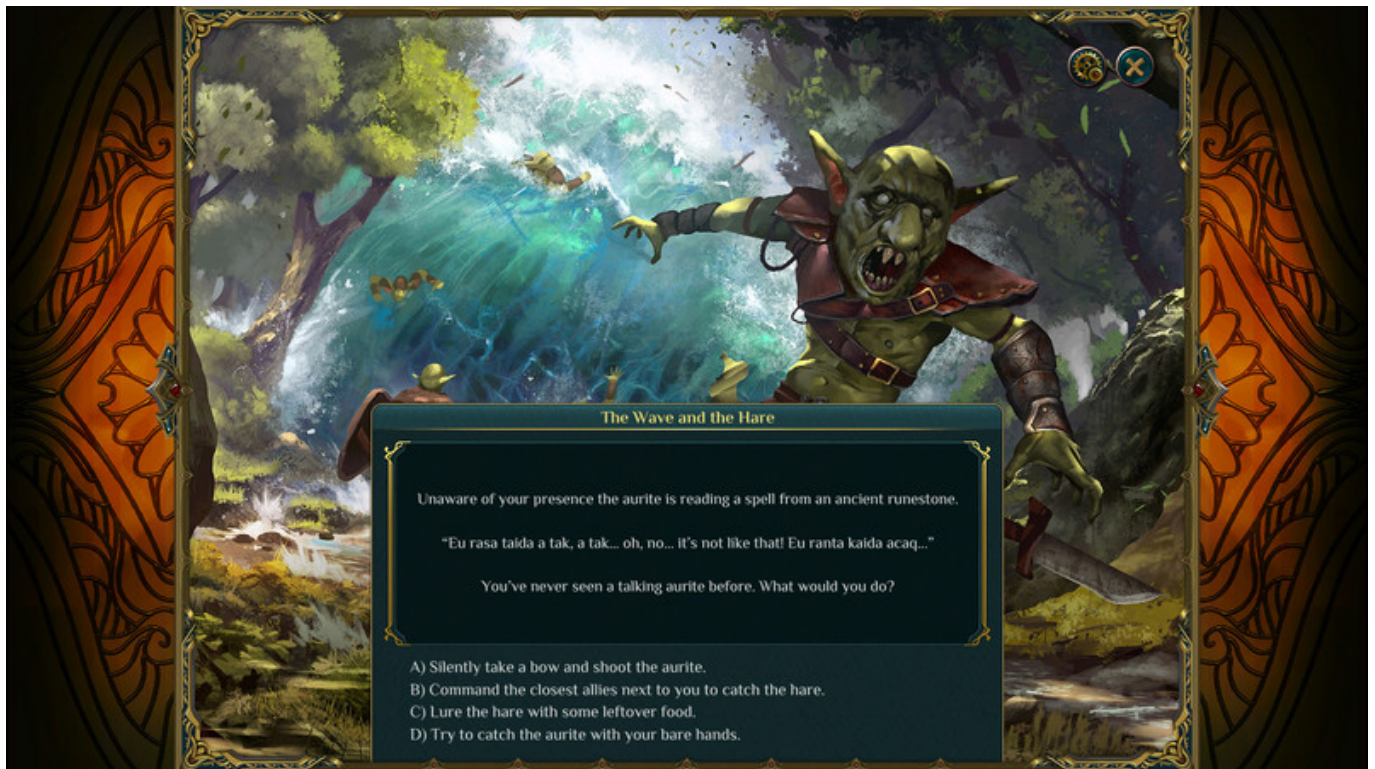 The Wave and the Hare
Unaware of your presence the aurite is reading a spell from an ancient runestone.
“Eu rasa taida a tak, a tak... oh, no... it’s not like that! Eu ranta kaida acaq...”
You’ve never seen a talking aurite before. What would you do?
A) Silently take a bow and shoot the aurite.
B) Command the closest allies next to you to catch the hare.
C) Lure the hare with some leftover food.
D) Try to catch the aurite with your bare hands.